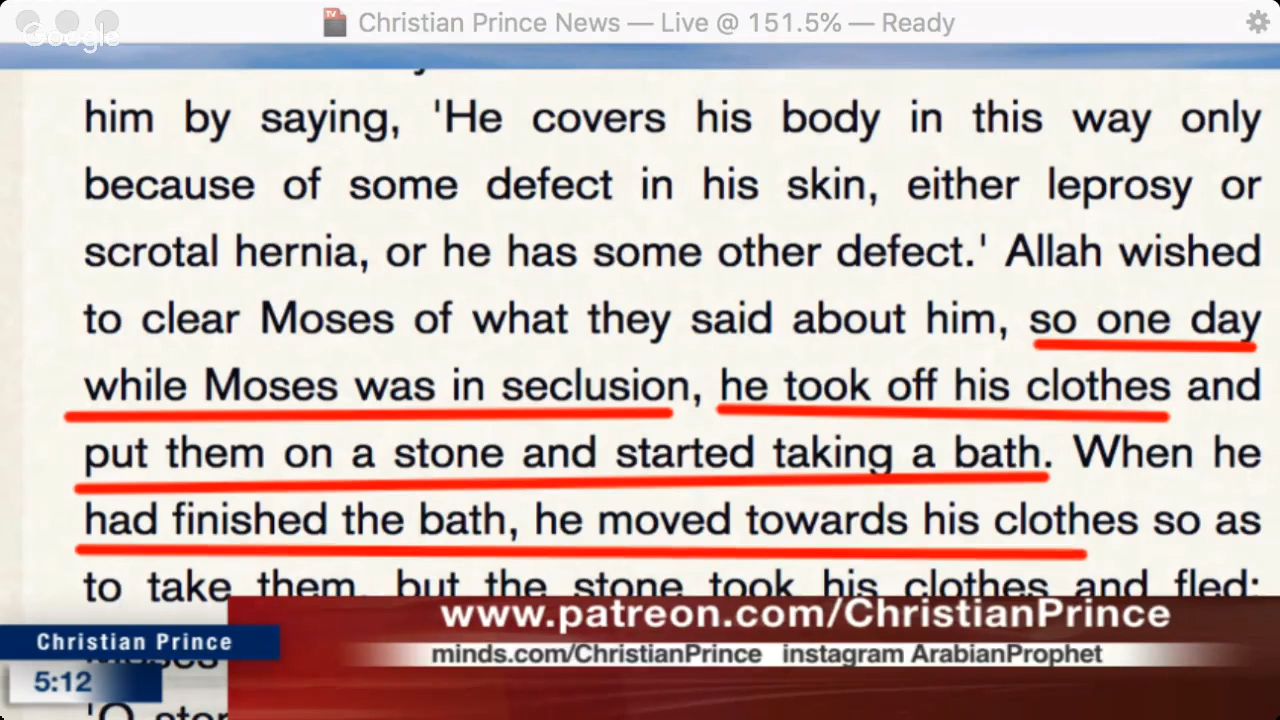 Christian Prince News — Live @ 151.5% — Ready
Google
him by saying, 'He covers his body in this way only
because of some defect in his skin, either leprosy or
scrotal hernia, or he has some other defect.' Allah wished
to clear Moses of what they said about him, so one day
while Moses was in seclusion, he took off his clothes and
put them on a stone and started taking a bath. When he
had finished the bath, he moved towards his clothes so as
to take them, but the stone took his clothes and fled;
www.patreon.com/ChristianPrince
Christian Prince
minds.com/ChristianPrince instagram ArabianProphet
Moses
5:12
'O